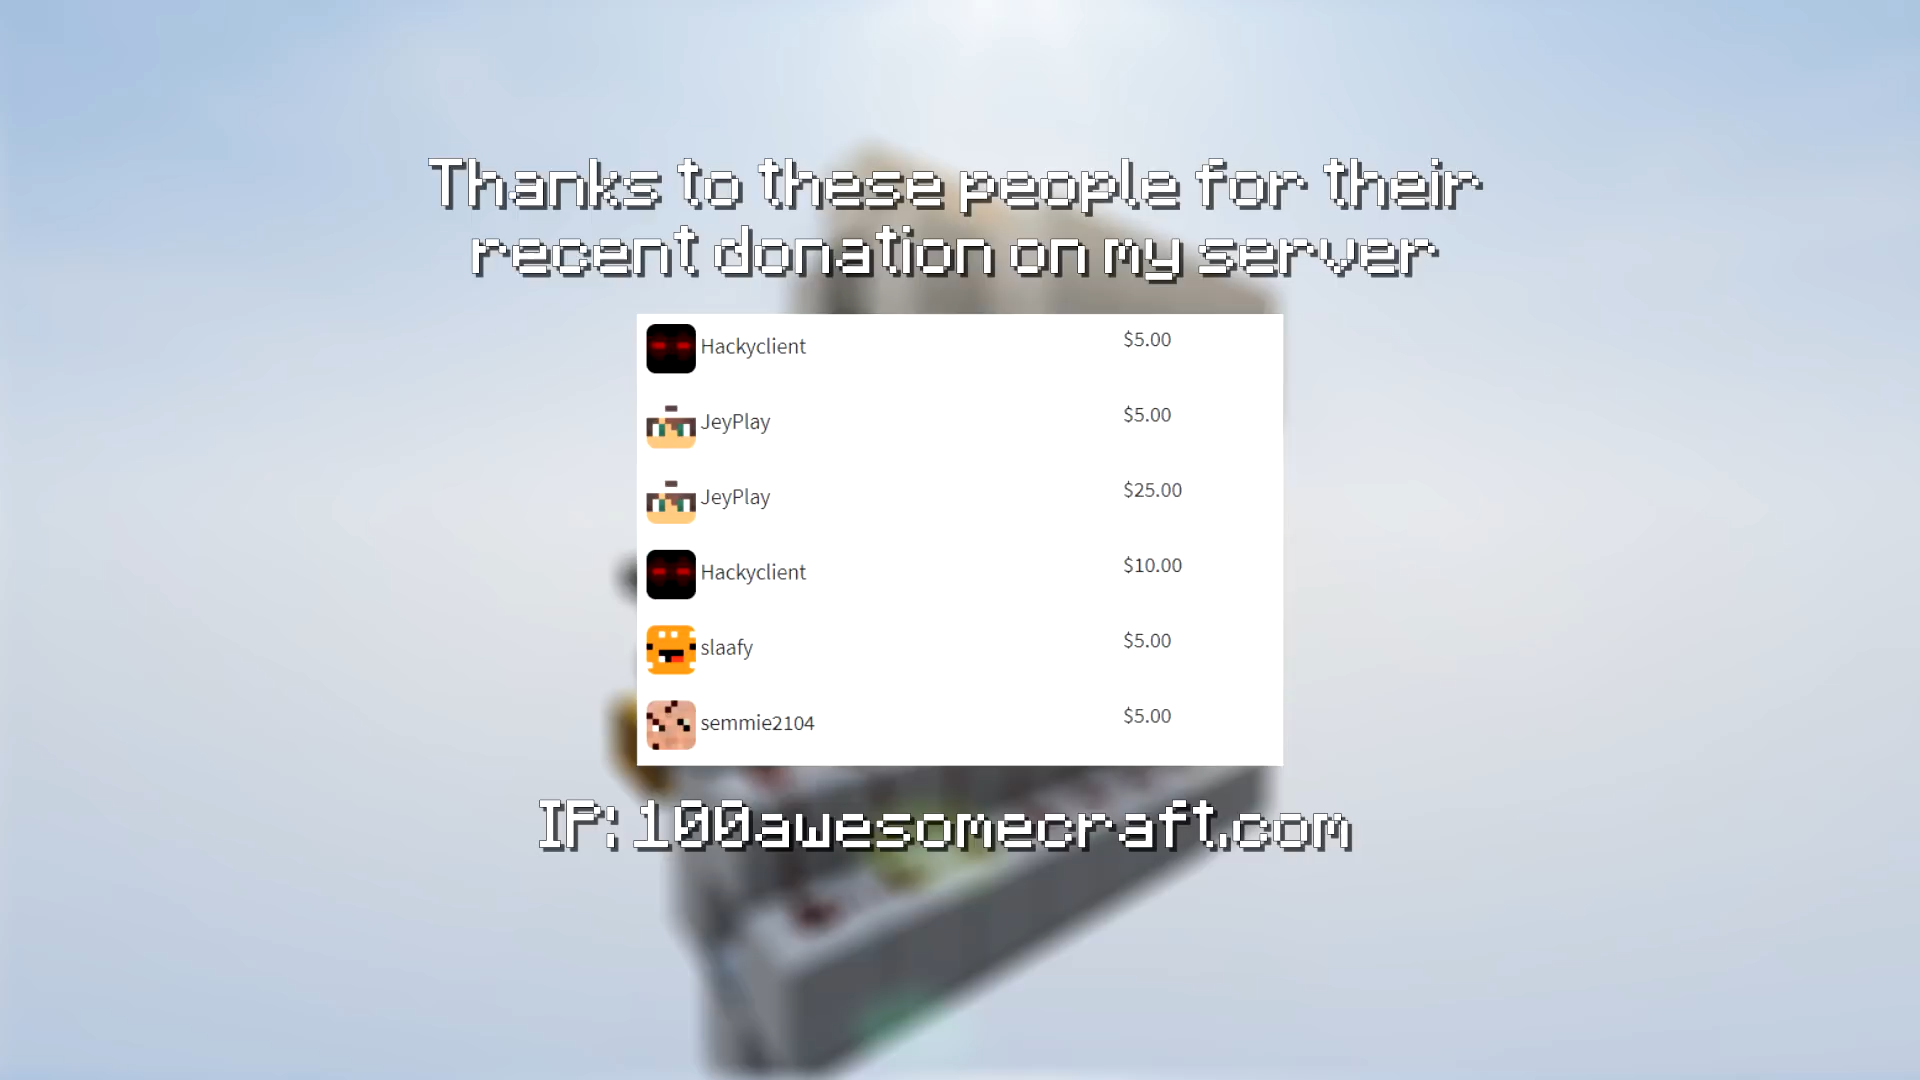 Thanks to these people for their
recent donation on my server
Hackyclient $5.00
JeyPlay $5.00
JeyPlay $25.00
Hackyclient $10.00
slaafy $5.00
semmie2104 $5.00
IP: 100awesomecraft.com